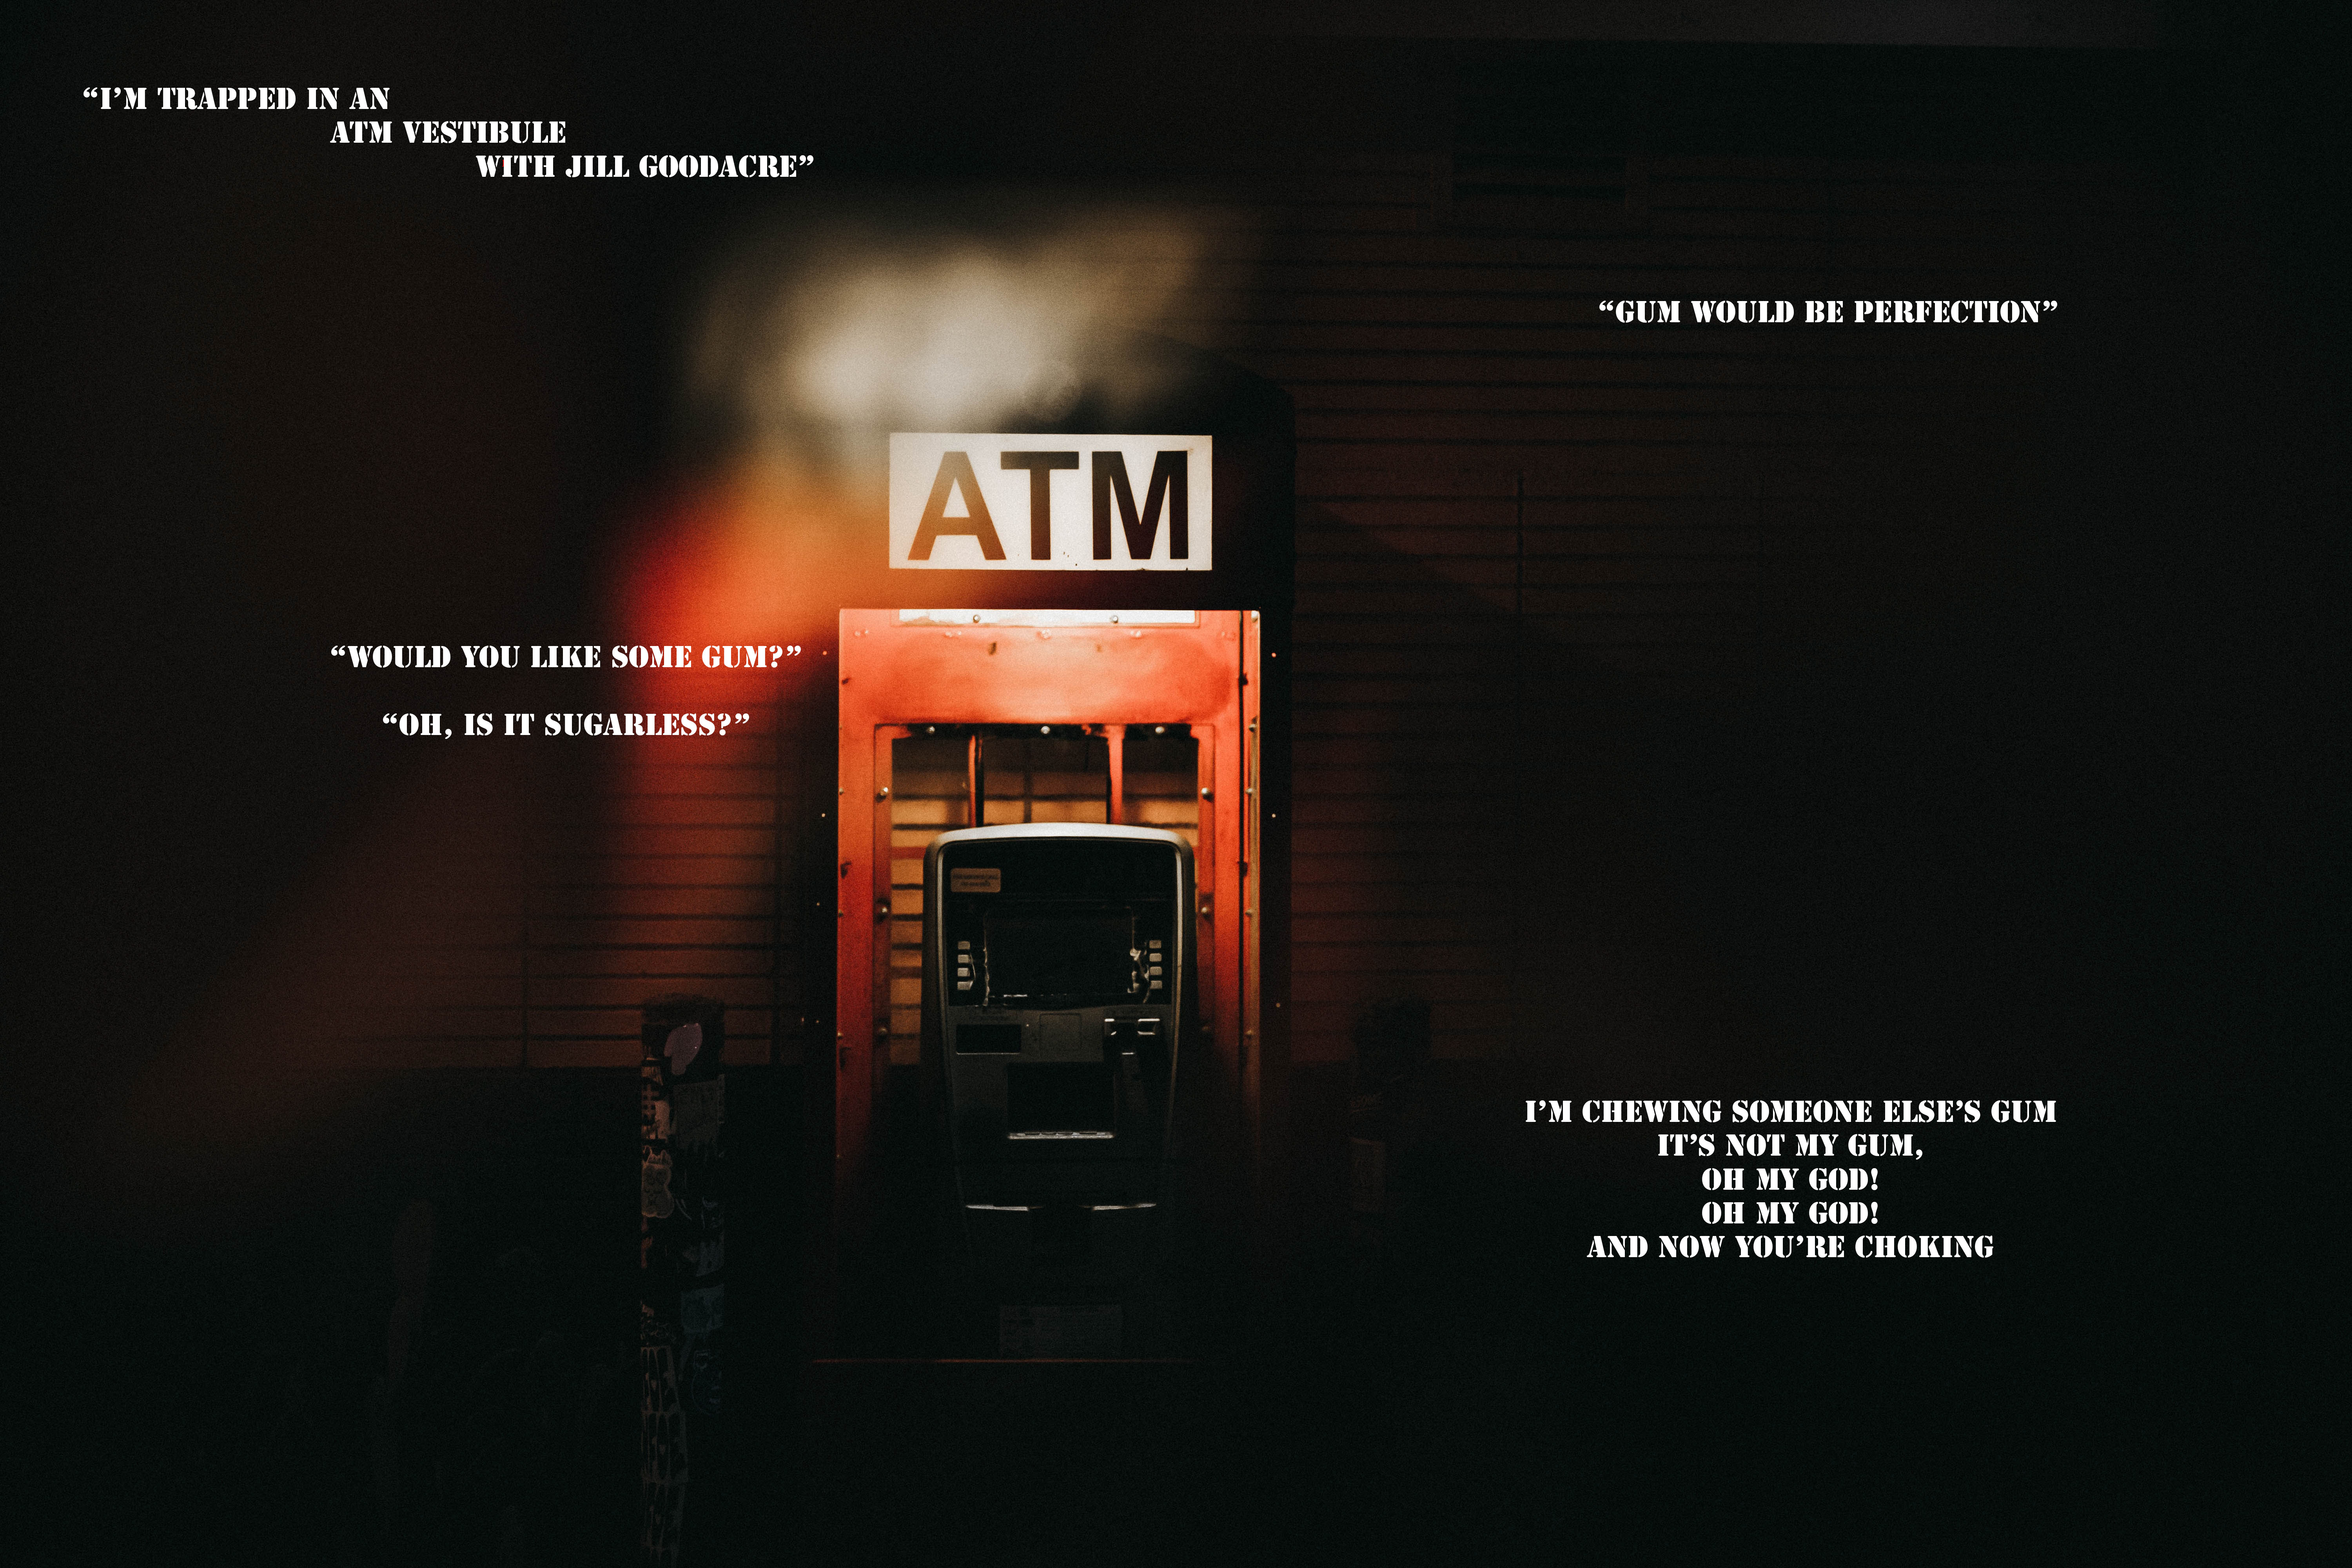 “I’M TRAPPED IN AN
ATM VESTIBULE
WITH JILL GOODACRE”
“GUM WOULD BE PERFECTION”
ATM
“WOULD YOU LIKE SOME GUM?”
“OH, IS IT SUGARLESS?”
I’M CHEWING SOMEONE ELSE’S GUM
IT’S NOT MY GUM,
OH MY GOD!
OH MY GOD!
AND NOW YOU’RE CHOKING